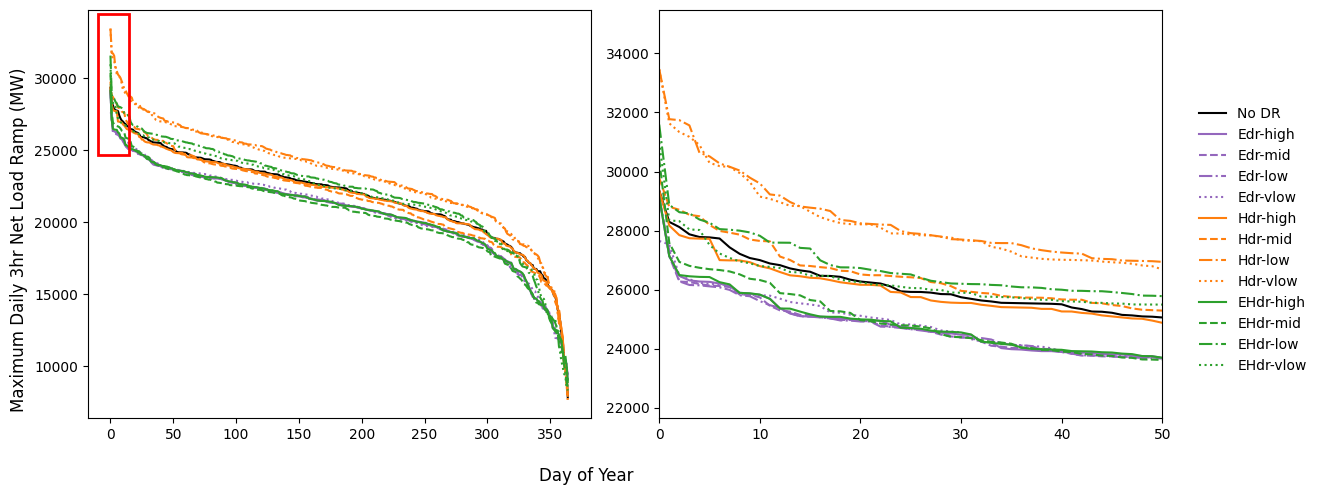 Maximum Daily 3hr Net Load Ramp (MW)
30000
25000
20000
15000
10000
0 50 100 150 200 250 300 350
34000
32000
30000
28000
26000
24000
22000
0 10 20 30 40 50
Day of Year
No DR
Edr-high
Edr-mid
Edr-low
Edr-vlow
Hdr-high
Hdr-mid
Hdr-low
Hdr-vlow
EHdr-high
EHdr-mid
EHdr-low
EHdr-vlow